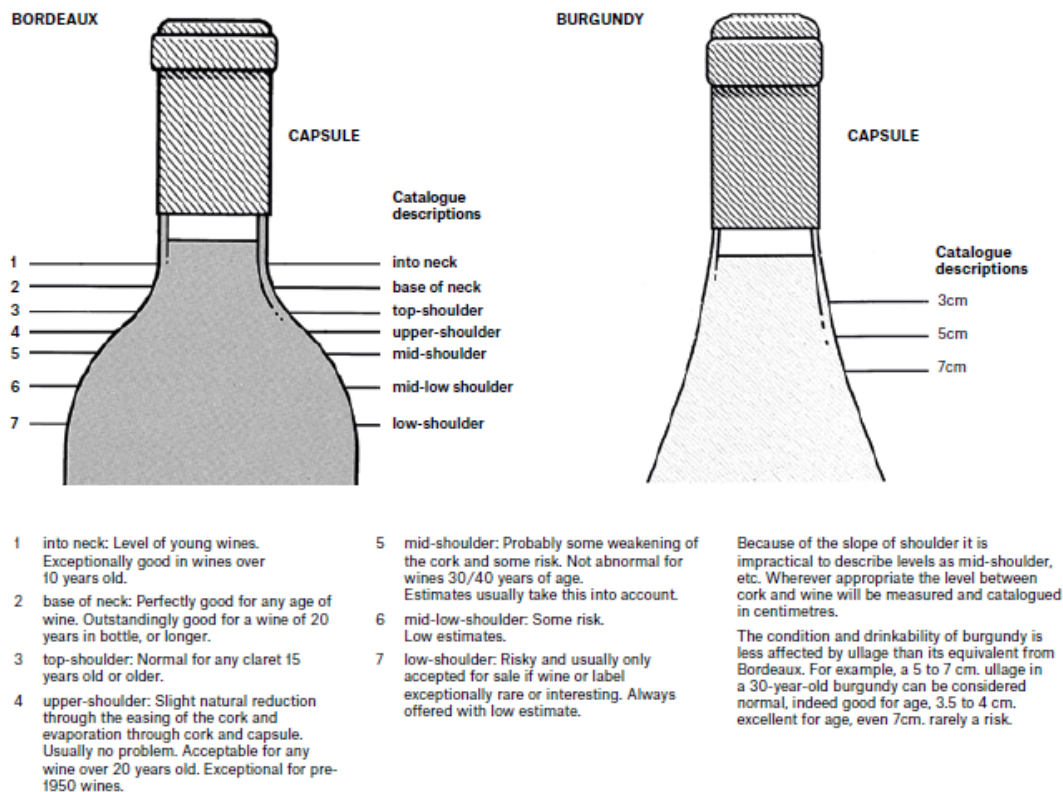 BORDEAUX
CAPSULE
Catalogue
descriptions
1 into neck
2 base of neck
3 top-shoulder
4 upper-shoulder
5 mid-shoulder
6 mid-low shoulder
7 low-shoulder
BURGUNDY
CAPSULE
Catalogue
descriptions
3cm
5cm
7cm
1 into neck: Level of young wines.
Exceptionally good in wines over
10 years old.
2 base of neck: Perfectly good for any age of
wine. Outstandingly good for a wine of 20
years in bottle, or longer.
3 top-shoulder: Normal for any claret 15
years old or older.
4 upper-shoulder: Slight natural reduction
through the easing of the cork and
evaporation through cork and capsule.
Usually no problem. Acceptable for any
wine over 20 years old. Exceptional for pre-
1950 wines.
5 mid-shoulder: Probably some weakening of
the cork and some risk. Not abnormal for
wines 30/40 years of age.
Estimates usually take this into account.
6 mid-low-shoulder: Some risk.
Low estimates.
7 low-shoulder: Risky and usually only
accepted for sale if wine or label
exceptionally rare or interesting. Always
offered with low estimate.
Because of the slope of shoulder it is
impractical to describe levels as mid-shoulder,
etc. Wherever appropriate the level between
cork and wine will be measured and catalogued
in centimetres.
The condition and drinkability of burgundy is
less affected by ullage than its equivalent from
Bordeaux. For example, a 5 to 7 cm. ullage in
a 30-year-old burgundy can be considered
normal, indeed good for age, 3.5 to 4 cm.
excellent for age, even 7cm. rarely a risk.